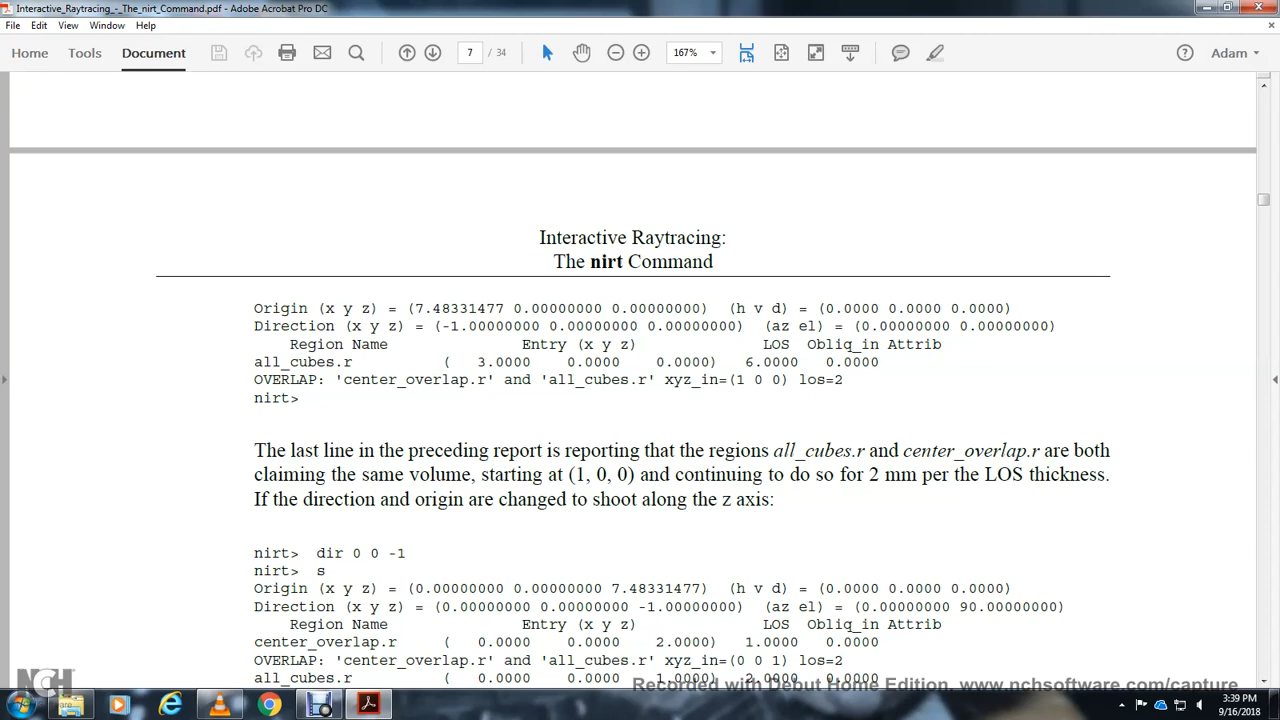 Interactive_Raytracing_-_The_nirt_Command.pdf - Adobe Acrobat Pro DC
File Edit View Window Help
Home Tools Document 7 / 34 167% Adam
Interactive Raytracing:
The nirt Command
Origin (x y z) = (7.48331477 0.00000000 0.00000000) (h v d) = (0.0000 0.0000 0.0000)
Direction (x y z) = (-1.00000000 0.00000000 0.00000000) (az el) = (0.00000000 0.00000000)
Region Name Entry (x y z) LOS Obliq_in Attrib
all_cubes.r ( 3.0000 0.0000 0.0000) 6.0000 0.0000
OVERLAP: 'center_overlap.r' and 'all_cubes.r' xyz_in=(1 0 0) los=2
nirt>
The last line in the preceding report is reporting that the regions all_cubes.r and center_overlap.r are both
claiming the same volume, starting at (1, 0, 0) and continuing to do so for 2 mm per the LOS thickness.
If the direction and origin are changed to shoot along the z axis:
nirt> dir 0 0 -1
nirt> s
Origin (x y z) = (0.00000000 0.00000000 7.48331477) (h v d) = (0.0000 0.0000 0.0000)
Direction (x y z) = (0.00000000 0.00000000 -1.00000000) (az el) = (0.00000000 90.00000000)
Region Name Entry (x y z) LOS Obliq_in Attrib
center_overlap.r ( 0.0000 0.0000 2.0000) 1.0000 0.0000
OVERLAP: 'center_overlap.r' and 'all_cubes.r' xyz_in=(0 0 1) los=2
all_cubes.r ( 0.0000 0.0000 1.0000) 2.0000 0.0000
NCH
Recorded with Debut Home Edition. www.nchsoftware.com/capture
3:39 PM
9/16/2018